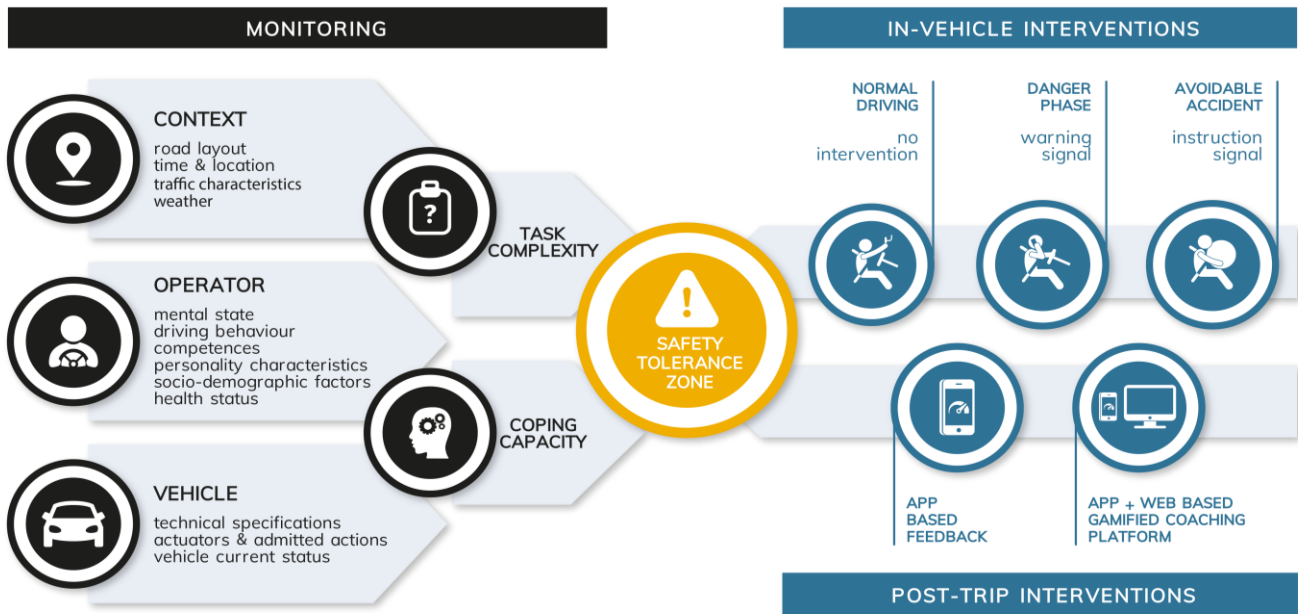 MONITORING
CONTEXT
road layout
time & location
traffic characteristics
weather
OPERATOR
mental state
driving behaviour
competences
personality characteristics
socio-demographic factors
health status
VEHICLE
technical specifications
actuators & admitted actions
vehicle current status
?
TASK
COMPLEXITY
COPING
CAPACITY
!
SAFETY
TOLERANCE
ZONE
IN-VEHICLE INTERVENTIONS
NORMAL
DRIVING
no
intervention
DANGER
PHASE
warning
signal
AVOIDABLE
ACCIDENT
instruction
signal
APP
BASED
FEEDBACK
APP + WEB BASED
GAMIFIED COACHING
PLATFORM
POST-TRIP INTERVENTIONS